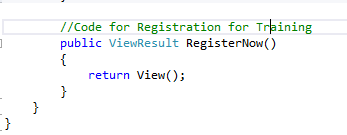 //Code for Registration for Training
public ViewResult RegisterNow()
{
return View();
}
}
}